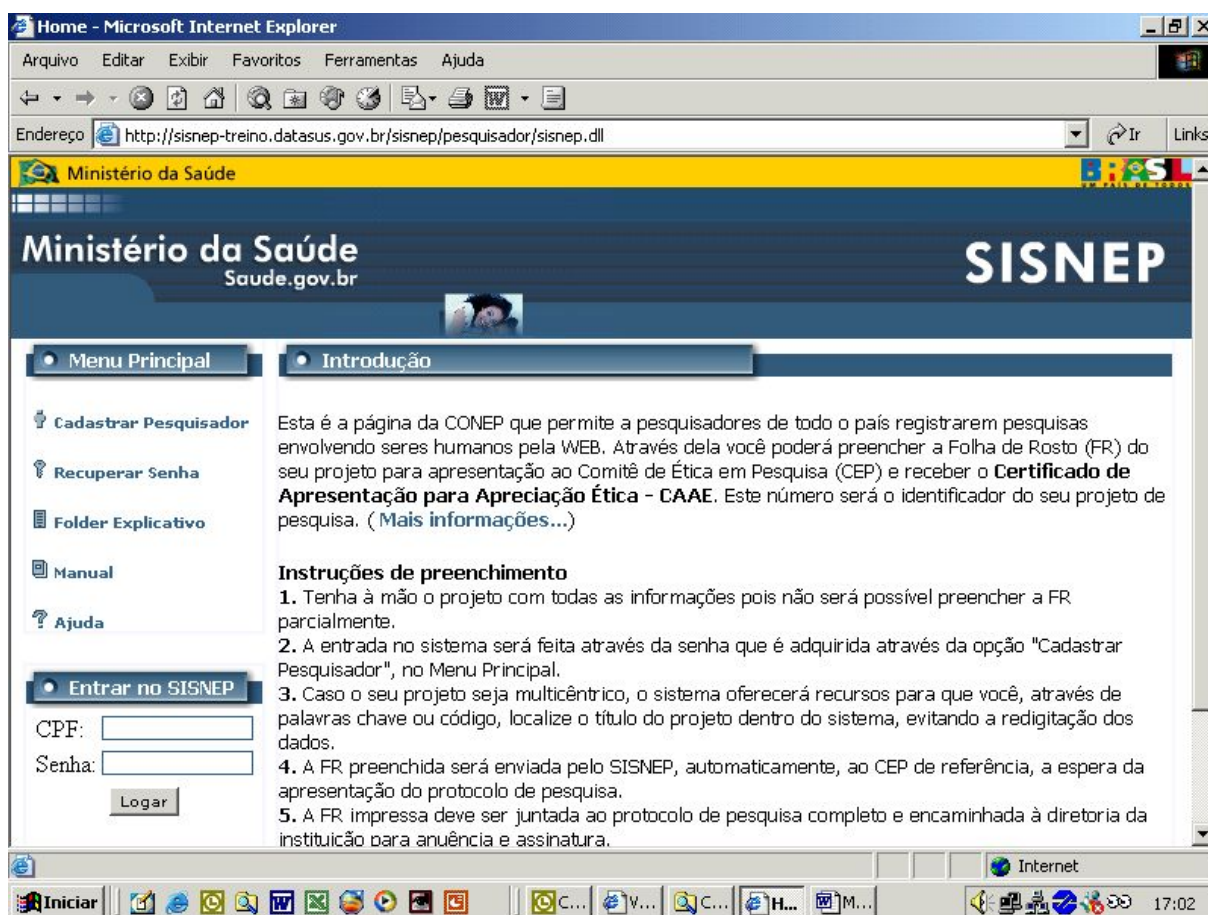 Home - Microsoft Internet Explorer
Arquivo Editar Exibir Favoritos Ferramentas Ajuda
Endereço http://sisnep-treino.datasus.gov.br/sisnep/pesquisador/sisnep.dll Ir Links
Ministério da Saúde
BRASIL
UM PAÍS DE TODOS
Ministério da Saúde
Saude.gov.br
SISNEP
Menu Principal
Cadastrar Pesquisador
Recuperar Senha
Folder Explicativo
Manual
Ajuda
Entrar no SISNEP
CPF:
Senha:
Logar
Introdução
Esta é a página da CONEP que permite a pesquisadores de todo o país registrarem pesquisas
envolvendo seres humanos pela WEB. Através dela você poderá preencher a Folha de Rosto (FR) do
seu projeto para apresentação ao Comitê de Ética em Pesquisa (CEP) e receber o Certificado de
Apresentação para Apreciação Ética - CAAE. Este número será o identificador do seu projeto de
pesquisa. ( Mais informações...)
Instruções de preenchimento
1. Tenha à mão o projeto com todas as informações pois não será possível preencher a FR
parcialmente.
2. A entrada no sistema será feita através da senha que é adquirida através da opção "Cadastrar
Pesquisador", no Menu Principal.
3. Caso o seu projeto seja multicêntrico, o sistema oferecerá recursos para que você, através de
palavras chave ou código, localize o título do projeto dentro do sistema, evitando a redigitação dos
dados.
4. A FR preenchida será enviada pelo SISNEP, automaticamente, ao CEP de referência, a espera da
apresentação do protocolo de pesquisa.
5. A FR impressa deve ser juntada ao protocolo de pesquisa completo e encaminhada à diretoria da
instituição para anuência e assinatura.
Internet
Iniciar C... V... C... H... M... 17:02